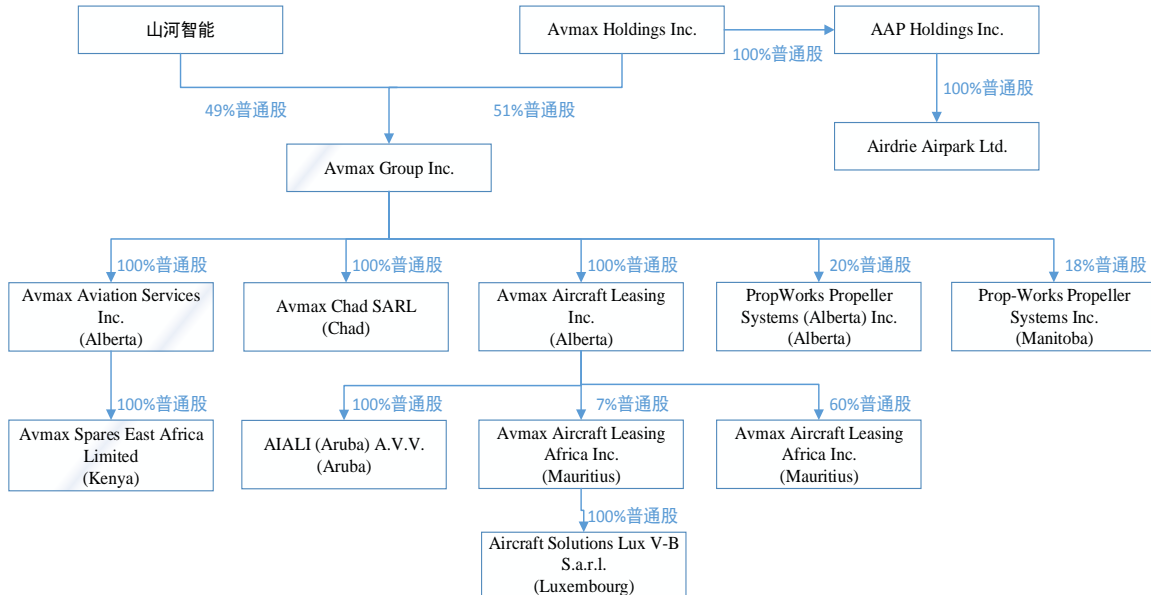 山河智能
Avmax Holdings Inc.
AAP Holdings Inc.
100%普通股
49%普通股
51%普通股
100%普通股
Avmax Group Inc.
Airdrie Airpark Ltd.
100%普通股
100%普通股
100%普通股
20%普通股
18%普通股
Avmax Aviation Services
Inc.
(Alberta)
Avmax Chad SARL
(Chad)
Avmax Aircraft Leasing
Inc.
(Alberta)
PropWorks Propeller
Systems (Alberta) Inc.
(Alberta)
Prop-Works Propeller
Systems Inc.
(Manitoba)
100%普通股
100%普通股
7%普通股
60%普通股
Avmax Spares East Africa
Limited
(Kenya)
AIALI (Aruba) A.V.V.
(Aruba)
Avmax Aircraft Leasing
Africa Inc.
(Mauritius)
Avmax Aircraft Leasing
Africa Inc.
(Mauritius)
100%普通股
Aircraft Solutions Lux V-B
S.a.r.l.
(Luxembourg)